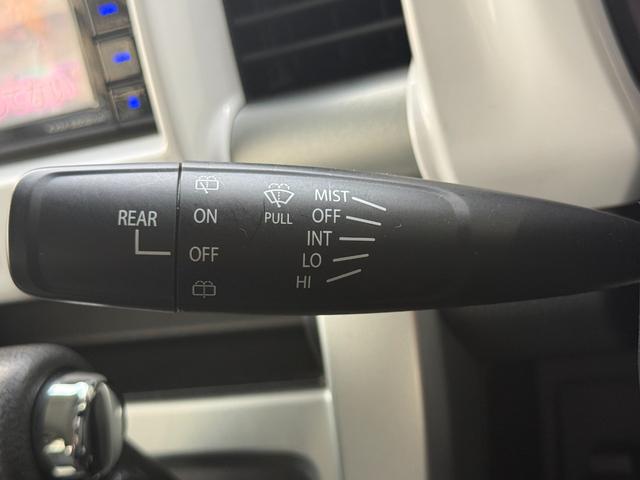 REAR
ON
OFF
PULL
MIST
OFF
INT
LO
HI